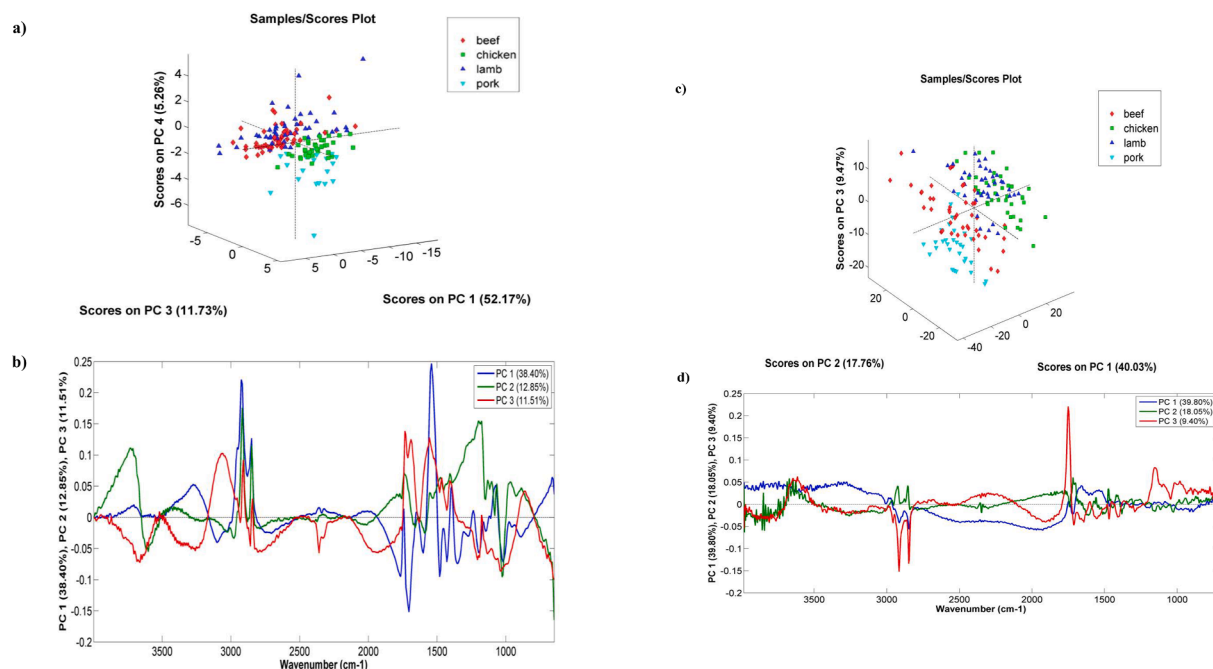 a)
Samples/Scores Plot
beef
chicken
lamb
pork
Scores on PC 4 (5.26%)
4
2
0
-2
-4
-6
-5
0
5
5
0
-5
-10
-15
Scores on PC 3 (11.73%)
Scores on PC 1 (52.17%)
b)
PC 1 (38.40%), PC 2 (12.85%), PC 3 (11.51%)
0.25
0.2
0.15
0.1
0.05
0
-0.05
-0.1
-0.15
-0.2
PC 1 (38.40%)
PC 2 (12.85%)
PC 3 (11.51%)
3500
3000
2500
2000
1500
1000
Wavenumber (cm-1)
c)
Samples/Scores Plot
beef
chicken
lamb
pork
Scores on PC 3 (9.47%)
10
0
-10
-20
20
0
-20
-40
-20
0
20
Scores on PC 2 (17.76%)
Scores on PC 1 (40.03%)
d)
PC 1 (39.80%), PC 2 (18.05%), PC 3 (9.40%)
0.25
0.2
0.15
0.1
0.05
0
-0.05
-0.1
-0.15
0.2
PC 1 (39.80%)
PC 2 (18.05%)
PC 3 (9.40%)
3500
3000
2500
2000
1500
1000
Wavenumber (cm-1)